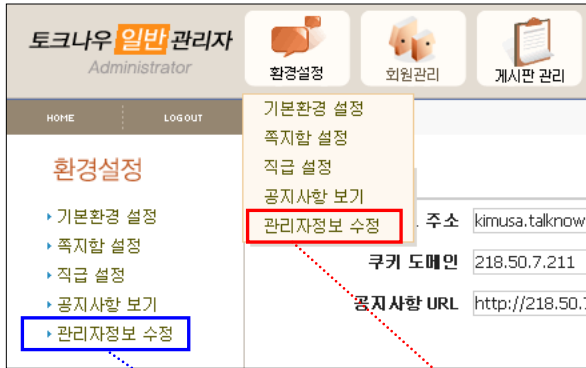 토크나우 일반 관리자
Administrator
환경설정
회원관리
게시판 관리
HOME
LOGOUT
기본환경 설정
쪽지함 설정
직급 설정
공지사항 보기
관리자정보 수정
환경설정
기본환경 설정
쪽지함 설정
직급 설정
공지사항 보기
관리자정보 수정
주소 kimusa.talknow
쿠키 도메인 218.50.7.211
공지사항 URL http://218.50.7